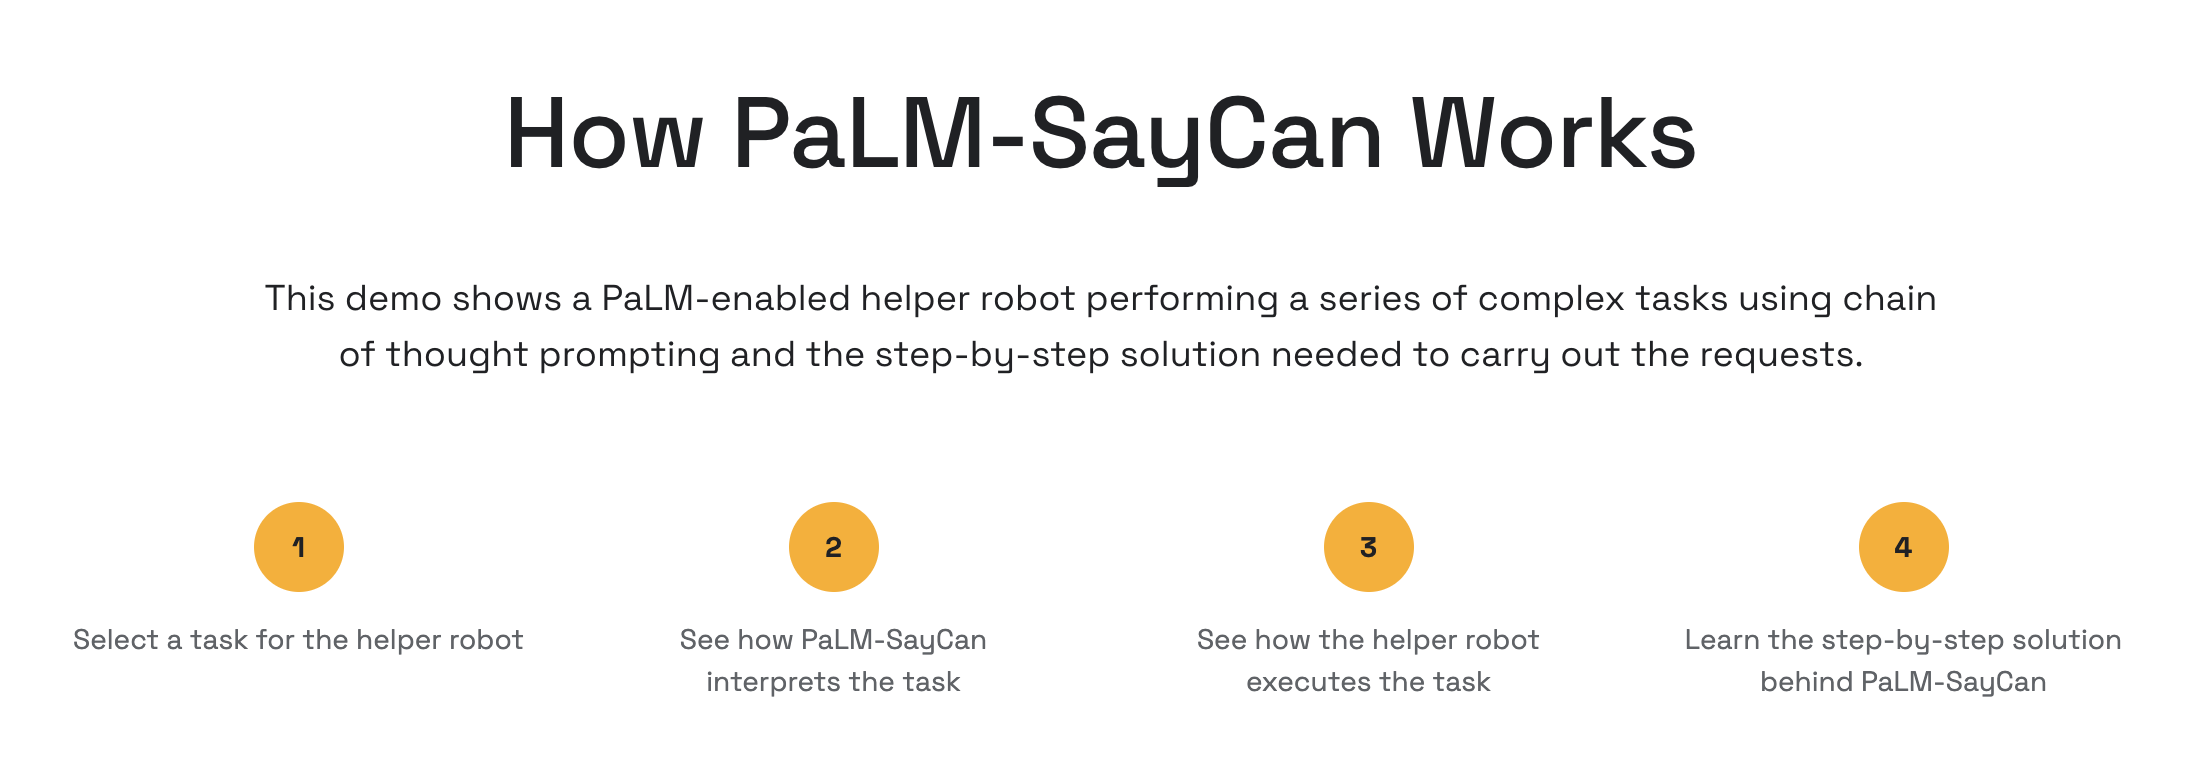 How PaLM-SayCan Works
This demo shows a PaLM-enabled helper robot performing a series of complex tasks using chain
of thought prompting and the step-by-step solution needed to carry out the requests.
1
Select a task for the helper robot
2
See how PaLM-SayCan
interprets the task
3
See how the helper robot
executes the task
4
Learn the step-by-step solution
behind PaLM-SayCan